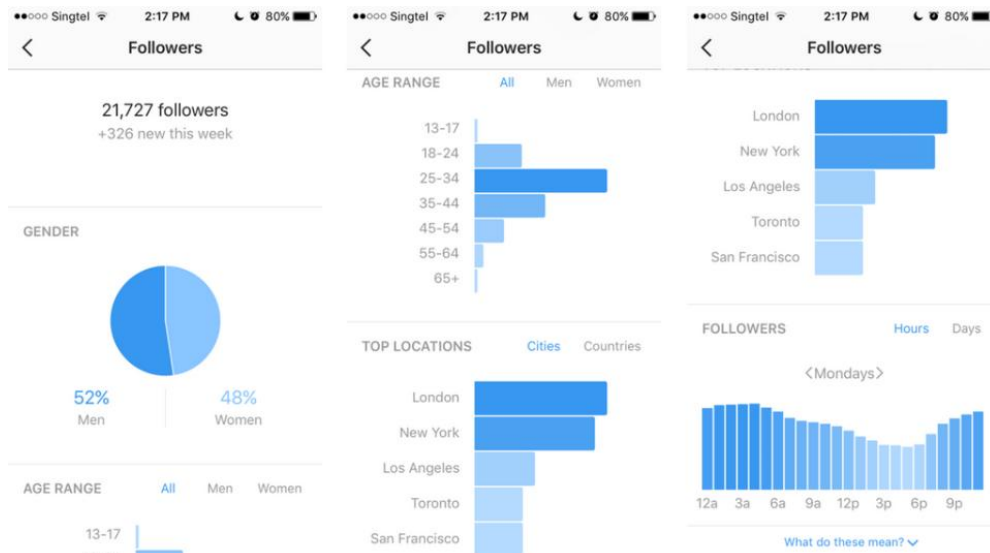 Singtel 2:17 PM 80%
Followers
21,727 followers
+326 new this week
GENDER
52% 48%
Men Women
AGE RANGE All Men Women
13-17
Singtel 2:17 PM 80%
Followers
AGE RANGE All Men Women
13-17
18-24
25-34
35-44
45-54
55-64
65+
TOP LOCATIONS Cities Countries
London
New York
Los Angeles
Toronto
San Francisco
Singtel 2:17 PM 80%
Followers
London
New York
Los Angeles
Toronto
San Francisco
FOLLOWERS Hours Days
<Mondays>
12a 3a 6a 9a 12p 3p 6p 9p
What do these mean?